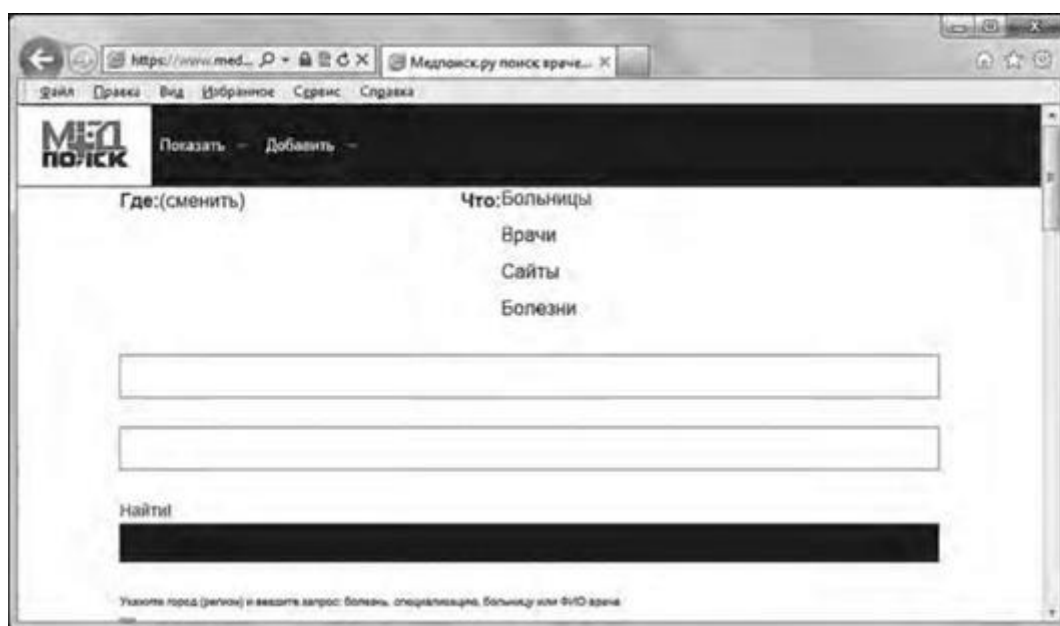 https://www.med... Медпоиск.ру поиск враче...
Файл Правка Вид Избранное Сервис Справка
МЕД
ПОИСК
Показать Добавить
Где:(сменить) Что:Больницы
Врачи
Сайты
Болезни
Найти!
Укажите город (регион) и введите запрос: болезнь, специализацию, больницу или ФИО врача